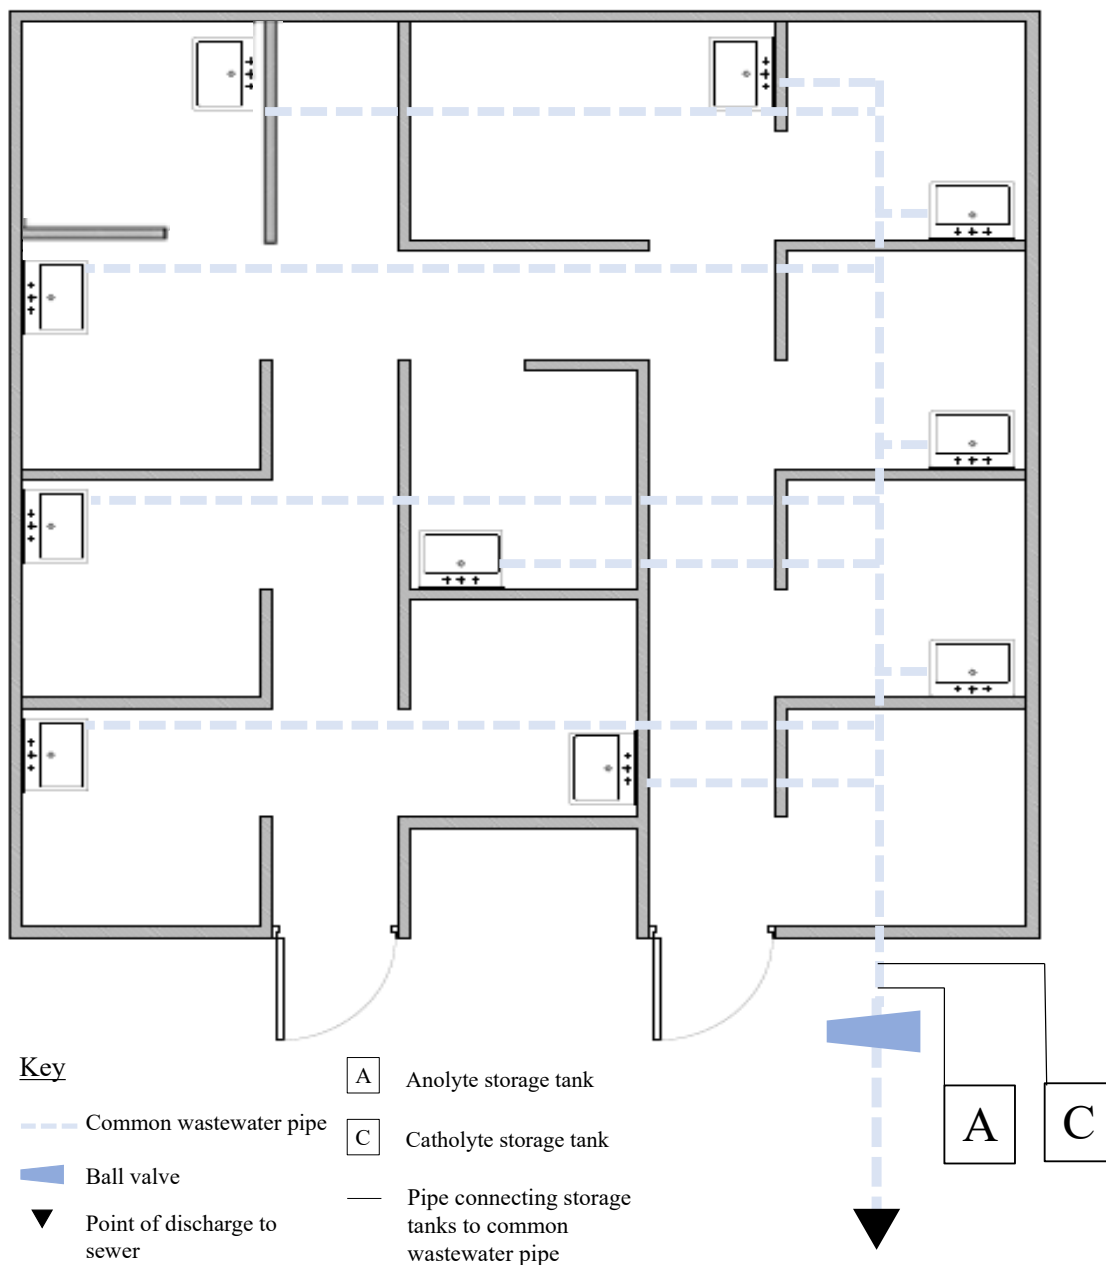 A
C
Key
Common wastewater pipe
Ball valve
Point of discharge to
sewer
A
Anolyte storage tank
C
Catholyte storage tank
Pipe connecting storage
tanks to common
wastewater pipe